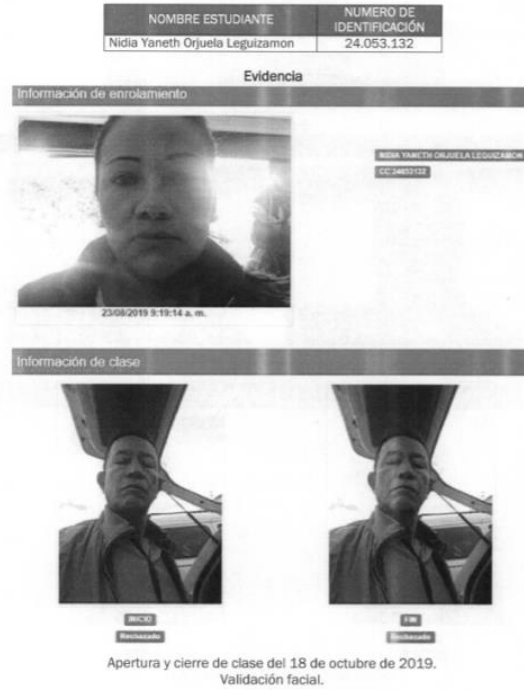 NOMBRE ESTUDIANTE
NUMERO DE
IDENTIFICACIÓN
Nidia Yaneth Orjuela Leguizamon
24.053.132
Evidencia
Información de enrolamiento
NIDIA YANETH ORJUELA LEGUIZAMON
CC 24053132
23/08/2019 9:19:14 a. m.
Información de clase
INICIO
Rechazado
FIN
Rechazado
Apertura y cierre de clase del 18 de octubre de 2019.
Validación facial.